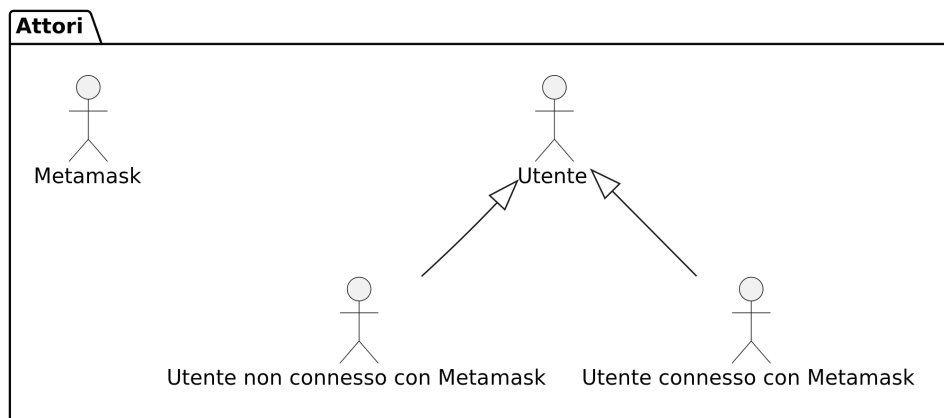 Attori
Metamask
Utente
Utente non connesso con Metamask
Utente connesso con Metamask